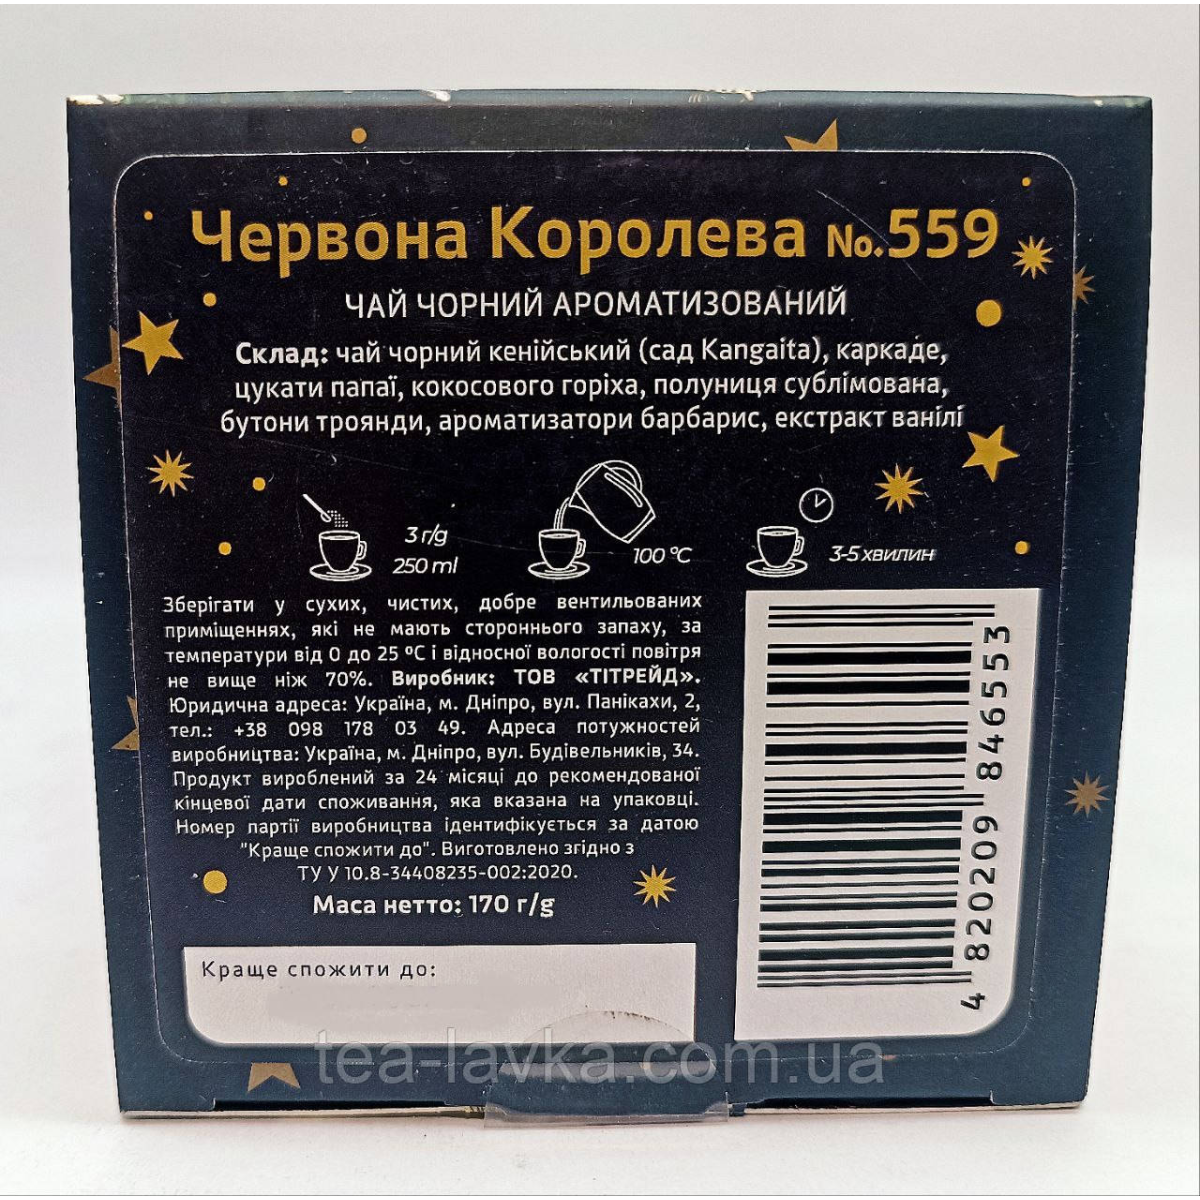 Червона Королева No.559
ЧАЙ ЧОРНИЙ АРОМАТИЗОВАНИЙ
Склад: чай чорний кенійський (сад Kangaita), каркаде,
цукати папаї, кокосового горіха, полуниця сублімована,
бутони троянди, ароматизатори барбарис, екстракт ванілі
3 г/g
250 ml
100 °C
3-5 хвилин
Зберігати у сухих, чистих, добре вентильованих
приміщеннях, які не мають стороннього запаху, за
температури від 0 до 25 °C і відносної вологості повітря
не вище ніж 70%. Виробник: ТОВ «ТІТРЕЙД».
Юридична адреса: Україна, м. Дніпро, вул. Панікахи, 2,
тел.: +38 098 178 03 49. Адреса потужностей
виробництва: Україна, м. Дніпро, вул. Будівельників, 34.
Продукт вироблений за 24 місяці до рекомендованої
кінцевої дати споживання, яка вказана на упаковці.
Номер партії виробництва ідентифікується за датою
"Краще спожити до". Виготовлено згідно з
ТУ У 10.8-34408235-002:2020.
Маса нетто: 170 г/g
Краще спожити до:
4 820209 846553
tea-lavka.com.ua